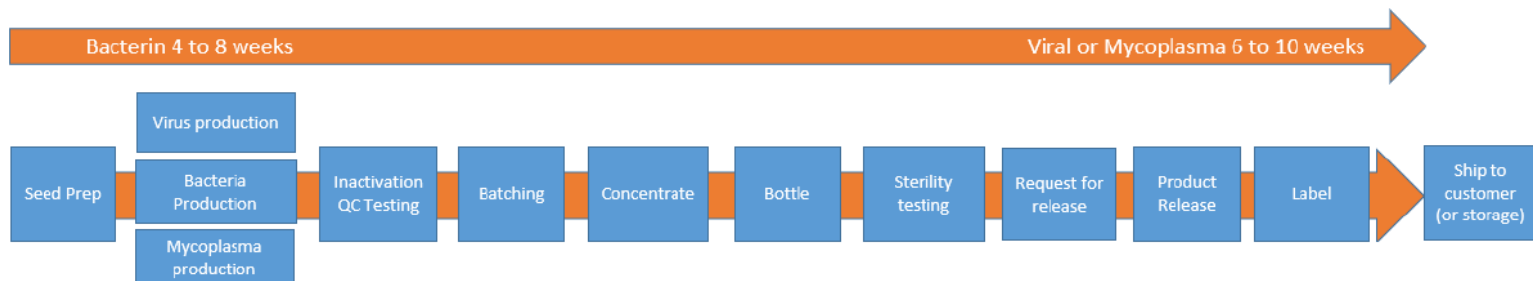 Bacterin 4 to 8 weeks
Viral or Mycoplasma 6 to 10 weeks
Seed Prep
Virus production
Bacteria
Production
Mycoplasma
production
Inactivation
QC Testing
Batching
Concentrate
Bottle
Sterility
testing
Request for
release
Product
Release
Label
Ship to
customer
(or storage)